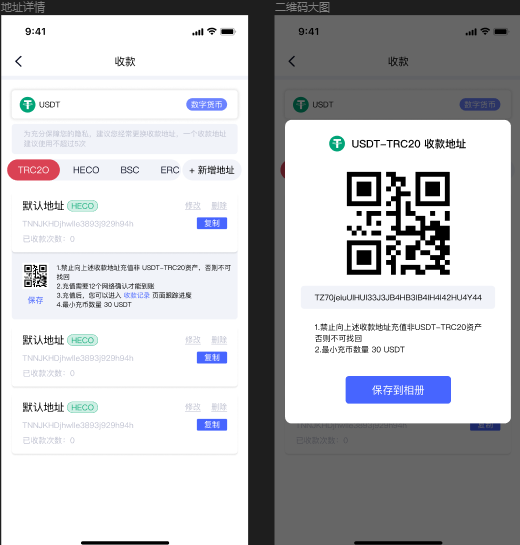 地址详情
9:41
收款
USDT
数字货币
为充分保障您的隐私，建议您经常更换收款地址，一个收款地址
建议使用不超过5次
TRC20
HECO
BSC
ERC
+ 新增地址
默认地址 HECO
修改 删除
TNNJKHDjhwlle3893j929h94h
复制
已收款次数：0
1.禁止向上述收款地址充值非 USDT-TRC20资产，否则不可
找回
2.充值需要12个网络确认才能到账
3.充值后，您可以进入 收款记录 页面跟踪进度
4.最小充币数量 30 USDT
保存
默认地址 HECO
修改 删除
TNNJKHDjhwlle3893j929h94h
复制
已收款次数：0
默认地址 HECO
修改 删除
TNNJKHDjhwlle3893j929h94h
复制
已收款次数：0
二维码大图
9:41
收款
USDT
数字货币
USDT-TRC20 收款地址
1.禁止向上述收款地址充值非USDT-TRC20资产
否则不可找回
2.最小充币数量 30 USDT
保存到相册
复制
已收款次数：0